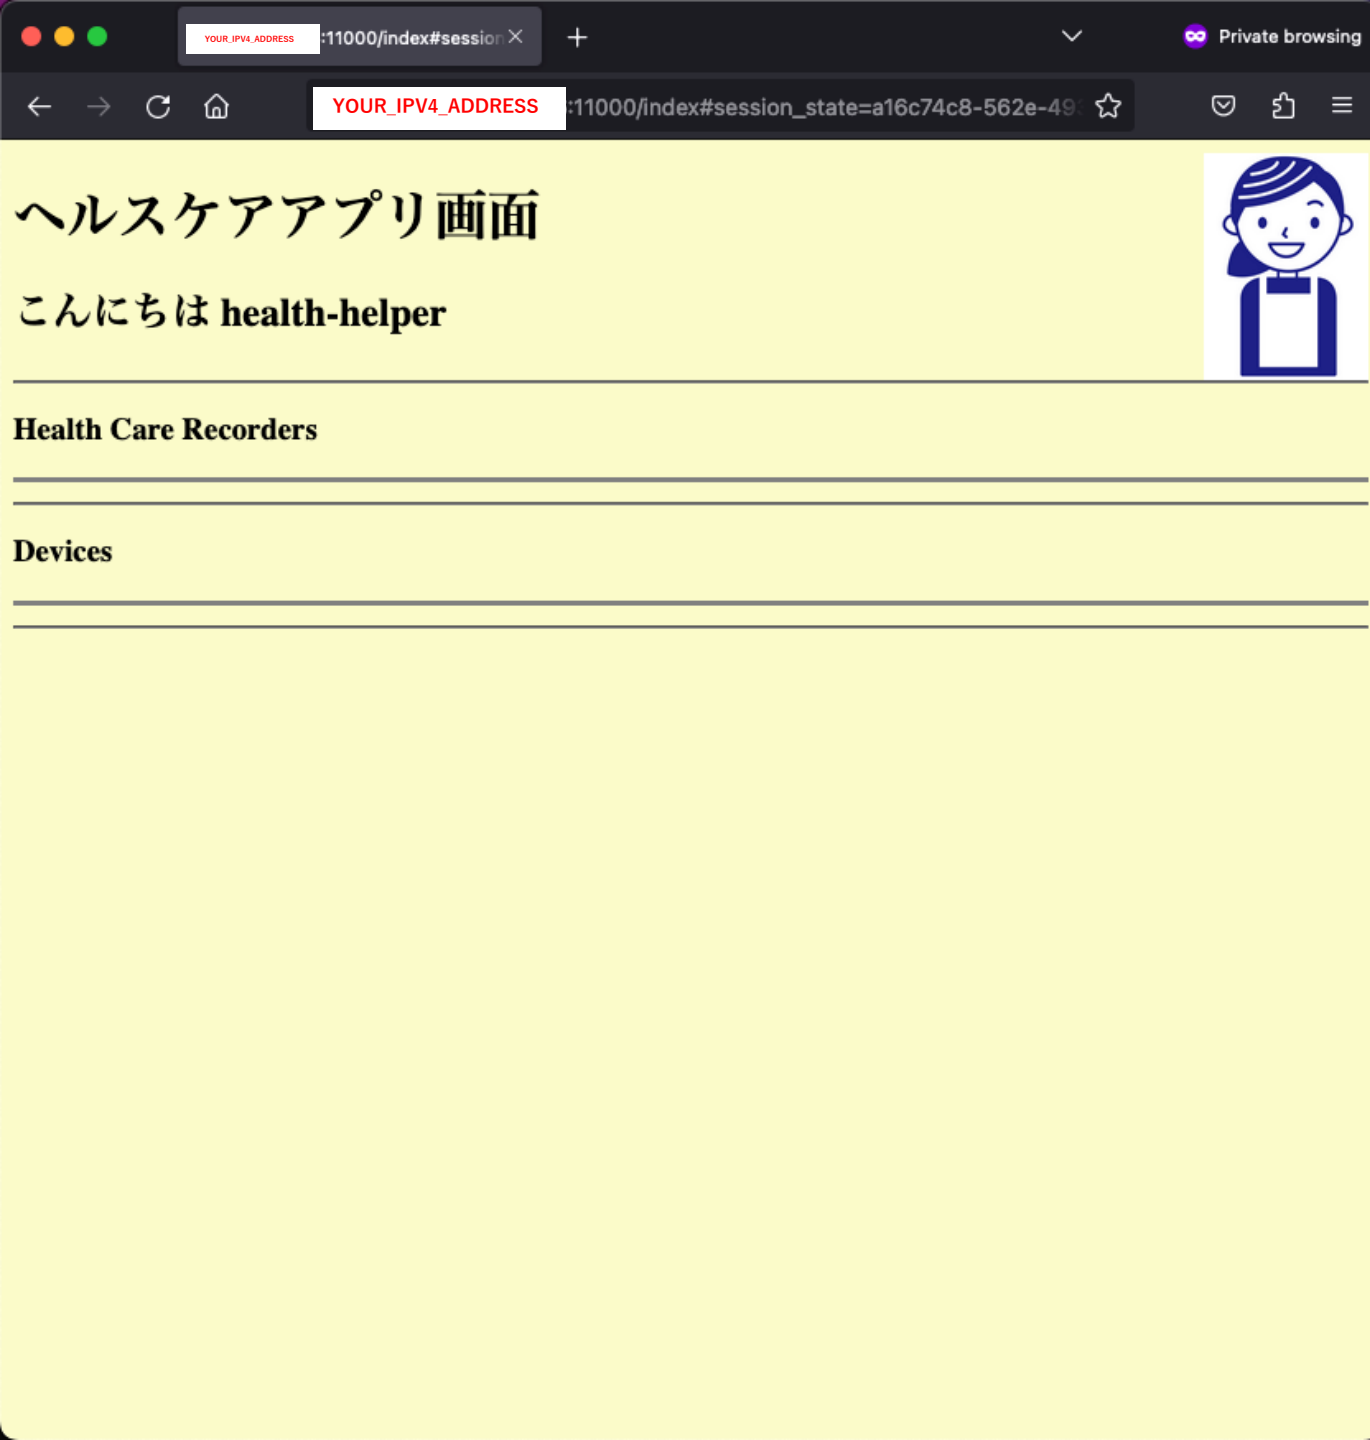 YOUR_IPV4_ADDRESS :11000/index#session
Private browsing
YOUR_IPV4_ADDRESS :11000/index#session_state=a16c74c8-562e-493
ヘルスケアアプリ画面
こんにちは health-helper
Health Care Recorders
Devices